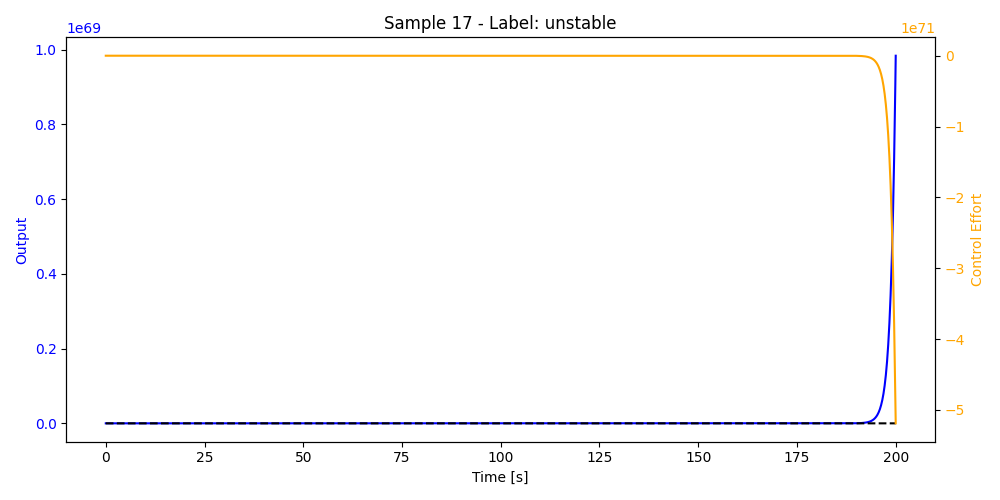 Sample 17 - Label: unstable
1e69
1e71
1.0
0.8
0.6
0.4
0.2
0.0
Output
0
−1
−2
−3
−4
−5
Control Effort
0 25 50 75 100 125 150 175 200
Time [s]